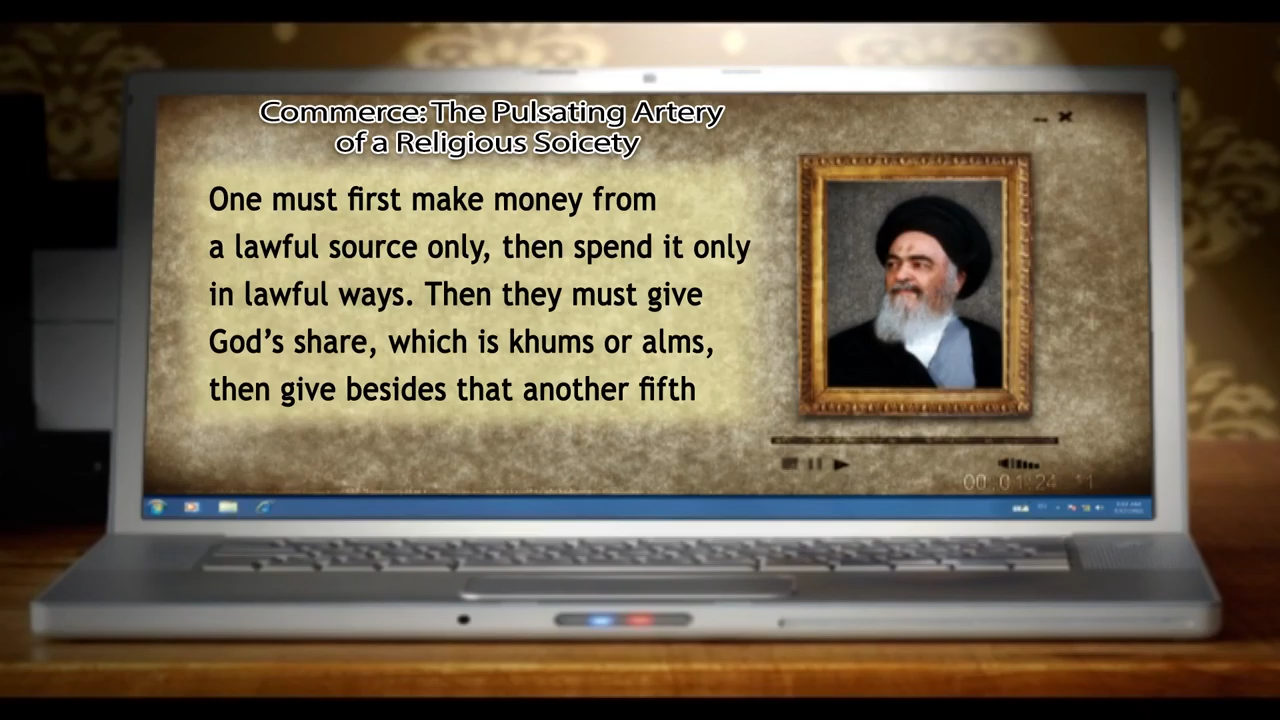 Commerce: The Pulsating Artery
of a Religious Soicety
One must first make money from
a lawful source only, then spend it only
in lawful ways. Then they must give
God's share, which is khums or alms,
then give besides that another fifth